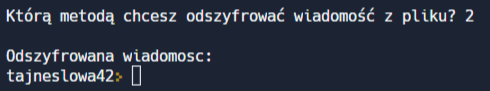 Którą metodą chcesz odszyfrować wiadomość z pliku? 2
Odszyfrowana wiadomosc:
tajneslowa42>